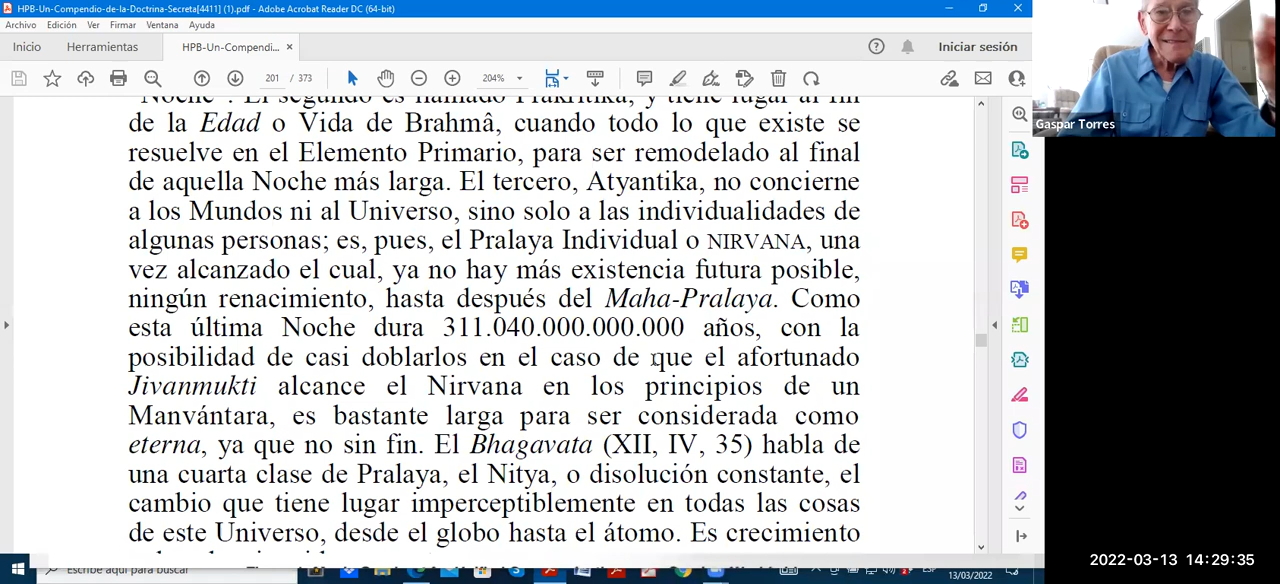 HPB-Un-Compendio-de-la-Doctrina-Secreta[4411] (1).pdf - Adobe Acrobat Reader DC (64-bit)
Archivo Edición Ver Firmar Ventana Ayuda
Inicio Herramientas HPB-Un-Compendi... × Iniciar sesión
201 / 373 204%
"Noche". El segundo es llamado Prakritika, y tiene lugar al fin
de la Edad o Vida de Brahmâ, cuando todo lo que existe se
resuelve en el Elemento Primario, para ser remodelado al final
de aquella Noche más larga. El tercero, Atyantika, no concierne
a los Mundos ni al Universo, sino solo a las individualidades de
algunas personas; es, pues, el Pralaya Individual o NIRVANA, una
vez alcanzado el cual, ya no hay más existencia futura posible,
ningún renacimiento, hasta después del Maha-Pralaya. Como
esta última Noche dura 311.040.000.000.000 años, con la
posibilidad de casi doblarlos en el caso de que el afortunado
Jivanmukti alcance el Nirvana en los principios de un
Manvántara, es bastante larga para ser considerada como
eterna, ya que no sin fin. El Bhagavata (XII, IV, 35) habla de
una cuarta clase de Pralaya, el Nitya, o disolución constante, el
cambio que tiene lugar imperceptiblemente en todas las cosas
de este Universo, desde el globo hasta el átomo. Es crecimiento
Escribe aquí para buscar
13/03/2022
Gaspar Torres
2022-03-13 14:29:35